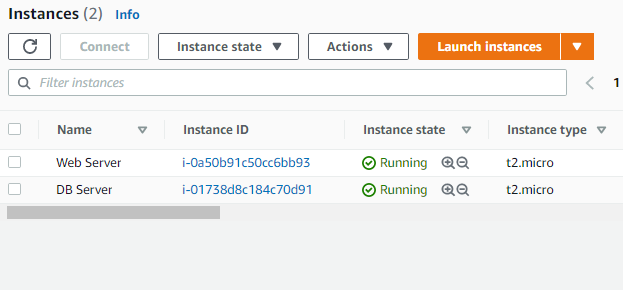 Instances (2) Info
Connect Instance state Actions Launch instances
Filter instances 1
Name Instance ID Instance state Instance type
Web Server i-0a50b91c50cc6bb93 Running t2.micro
DB Server i-01738d8c184c70d91 Running t2.micro